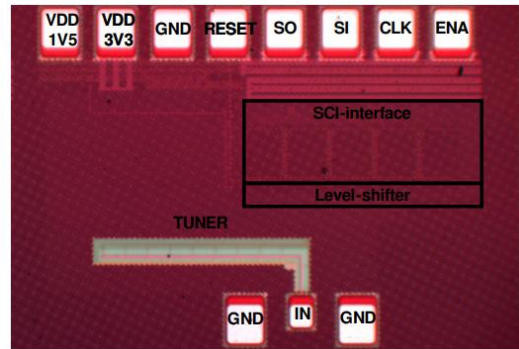 VDD GND RESET SO SI CLK ENA
1V5
VDD
3V3
SCI-interface
Level-shifter
TUNER
GND IN GND